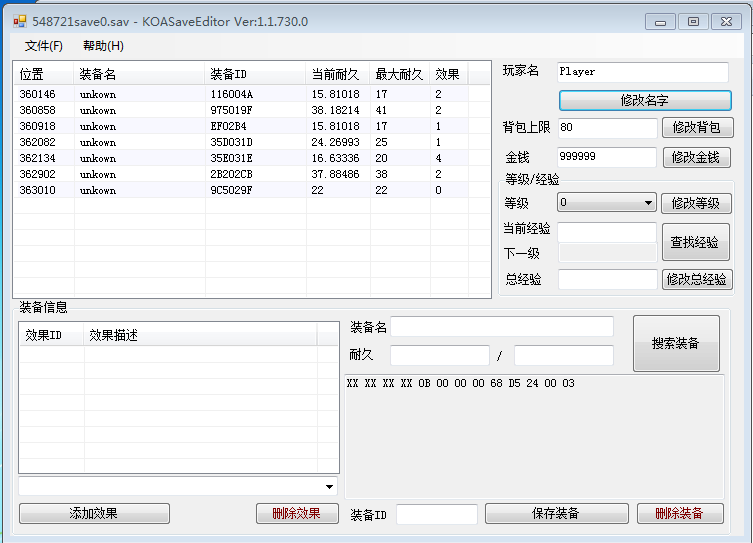 548721save0.sav - KOASaveEditor Ver:1.1.730.0
文件(F) 帮助(H)
位置 装备名 装备ID 当前耐久 最大耐久 效果
360146 unkown 116004A 15.81018 17 2
360858 unkown 975019F 38.18214 41 2
360918 unkown EF02B4 15.81018 17 1
362082 unkown 35D031D 24.26993 25 1
362134 unkown 35E031E 16.63336 20 4
362902 unkown 2B202CB 37.88486 38 2
363010 unkown 9C5029F 22 22 0
玩家名 Player
修改名字
背包上限 80 修改背包
金钱 999999 修改金钱
等级/经验
等级 0 修改等级
当前经验
查找经验
下一级
总经验 修改总经验
装备信息
效果ID 效果描述
添加效果 删除效果
装备名
搜索装备
耐久 /
XX XX XX XX 0B 00 00 00 68 D5 24 00 03
装备ID 保存装备 删除装备